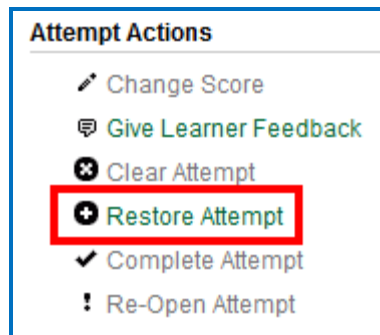 Attempt Actions
Change Score
Give Learner Feedback
Clear Attempt
Restore Attempt
Complete Attempt
Re-Open Attempt